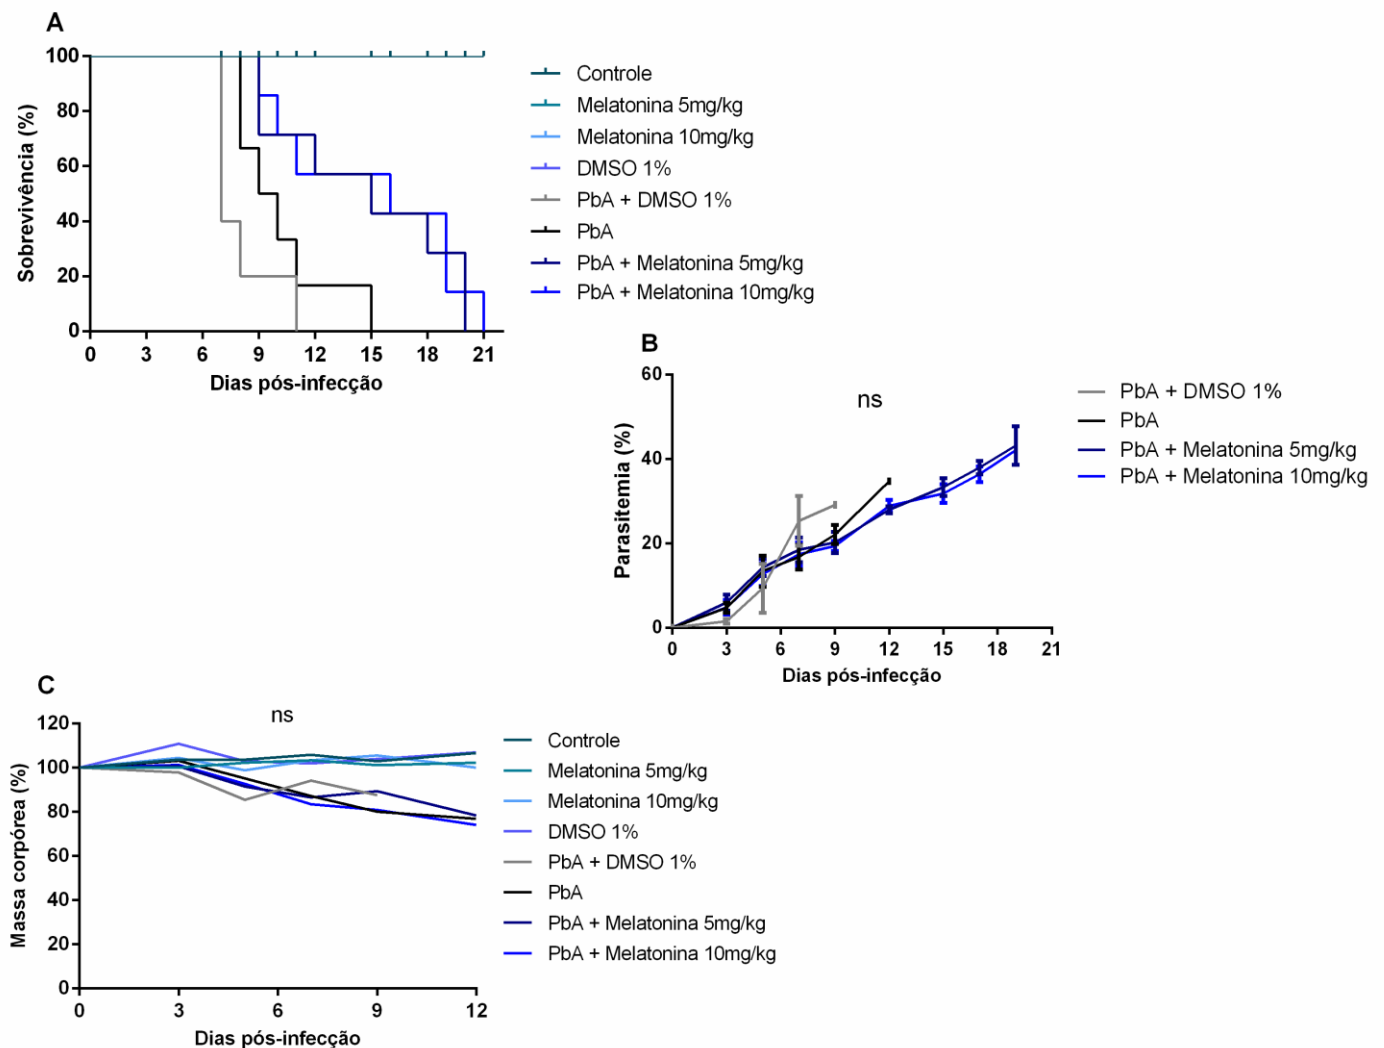 A
Sobrevivência (%)
100
80
60
40
20
0
0 3 6 9 12 15 18 21
Dias pós-infecção
Controle
Melatonina 5mg/kg
Melatonina 10mg/kg
DMSO 1%
PbA + DMSO 1%
PbA
PbA + Melatonina 5mg/kg
PbA + Melatonina 10mg/kg
B
Parasitemia (%)
60
40
20
0
ns
0 3 6 9 12 15 18 21
Dias pós-infecção
PbA + DMSO 1%
PbA
PbA + Melatonina 5mg/kg
PbA + Melatonina 10mg/kg
C
Massa corpórea (%)
120
100
80
60
40
20
0
ns
0 3 6 9 12
Dias pós-infecção
Controle
Melatonina 5mg/kg
Melatonina 10mg/kg
DMSO 1%
PbA + DMSO 1%
PbA
PbA + Melatonina 5mg/kg
PbA + Melatonina 10mg/kg